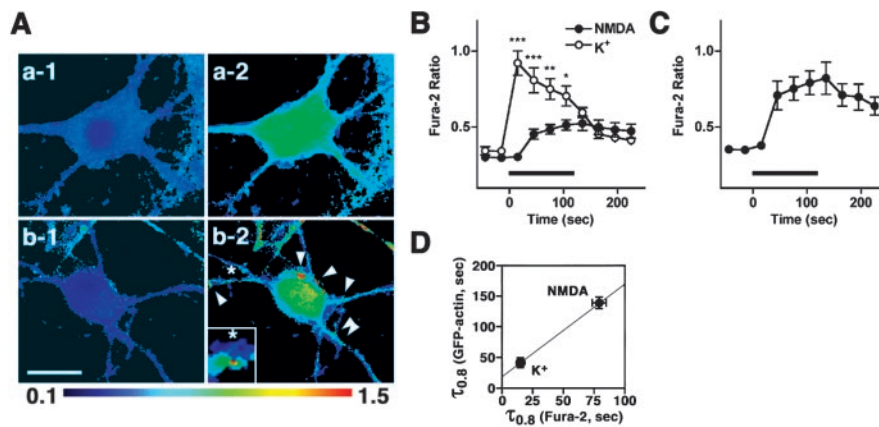 A
a-1
a-2
b-1
b-2
*
*
0.1
1.5
B
Fura-2 Ratio
1.0
0.5
***
***
**
*
NMDA
K+
0
100
200
Time (sec)
C
Fura-2 Ratio
1.0
0.5
0
100
200
Time (sec)
D
τ0.8
(GFP-actin, sec)
200
150
100
50
0
NMDA
K+
0
25
50
75
100
τ0.8 (Fura-2, sec)